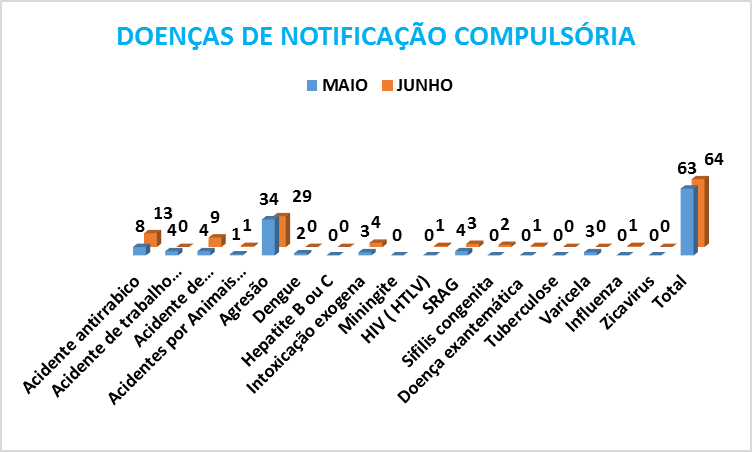 DOENÇAS DE NOTIFICAÇÃO COMPULSÓRIA
MAIO JUNHO
8 13 4 0 4 9 1 1 34 29 2 0 0 0 3 4 0 0 1 4 3 0 2 0 1 0 0 3 0 0 1 0 0 63 64
Acidente antirrabico
Acidente de trabalho...
Acidente de...
Acidentes por Animais...
Agresão
Dengue
Hepatite B ou C
Intoxicação exogena
Miningite
HIV ( HTLV)
SRAG
Sifilis congenita
Doença exantemática
Tuberculose
Varicela
Influenza
Zicavirus
Total